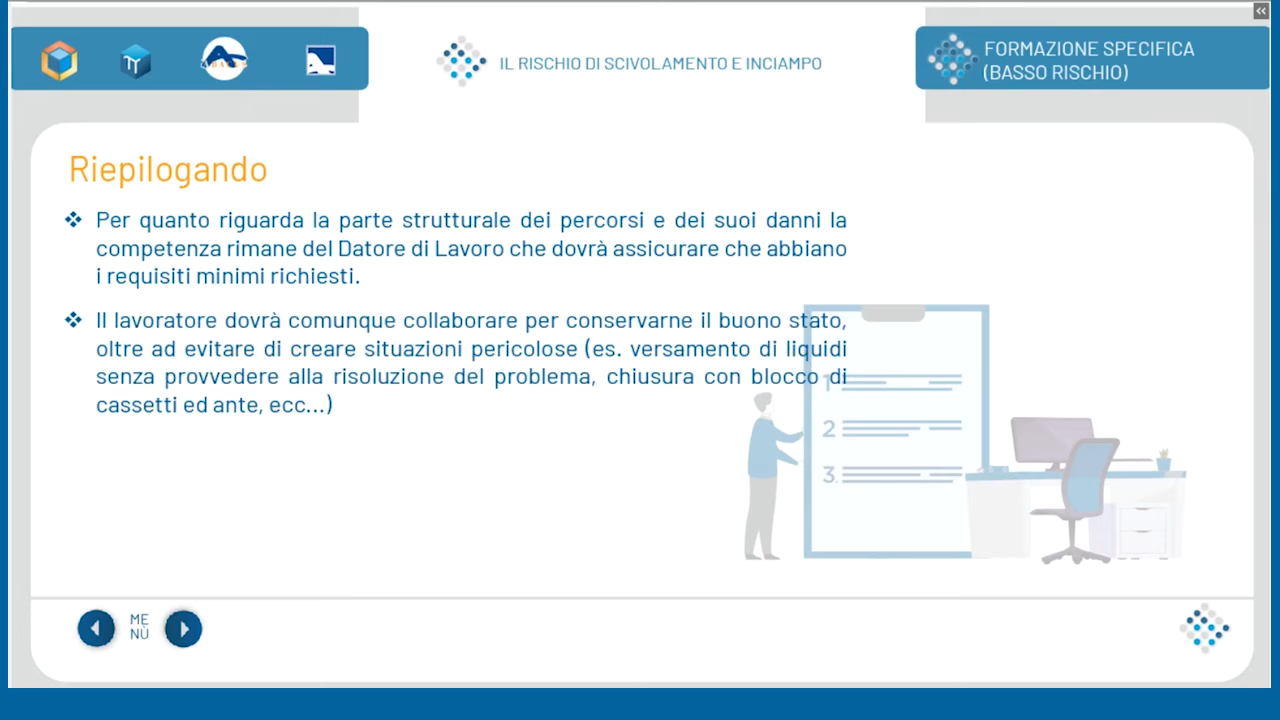 IL RISCHIO DI SCIVOLAMENTO E INCIAMPO
FORMAZIONE SPECIFICA
(BASSO RISCHIO)
Riepilogando
Per quanto riguarda la parte strutturale dei percorsi e dei suoi danni la
competenza rimane del Datore di Lavoro che dovrà assicurare che abbiano
i requisiti minimi richiesti.
Il lavoratore dovrà comunque collaborare per conservarne il buono stato,
oltre ad evitare di creare situazioni pericolose (es. versamento di liquidi
senza provvedere alla risoluzione del problema, chiusura con blocco di
cassetti ed ante, ecc...)
1
2
3.
ME
NÙ